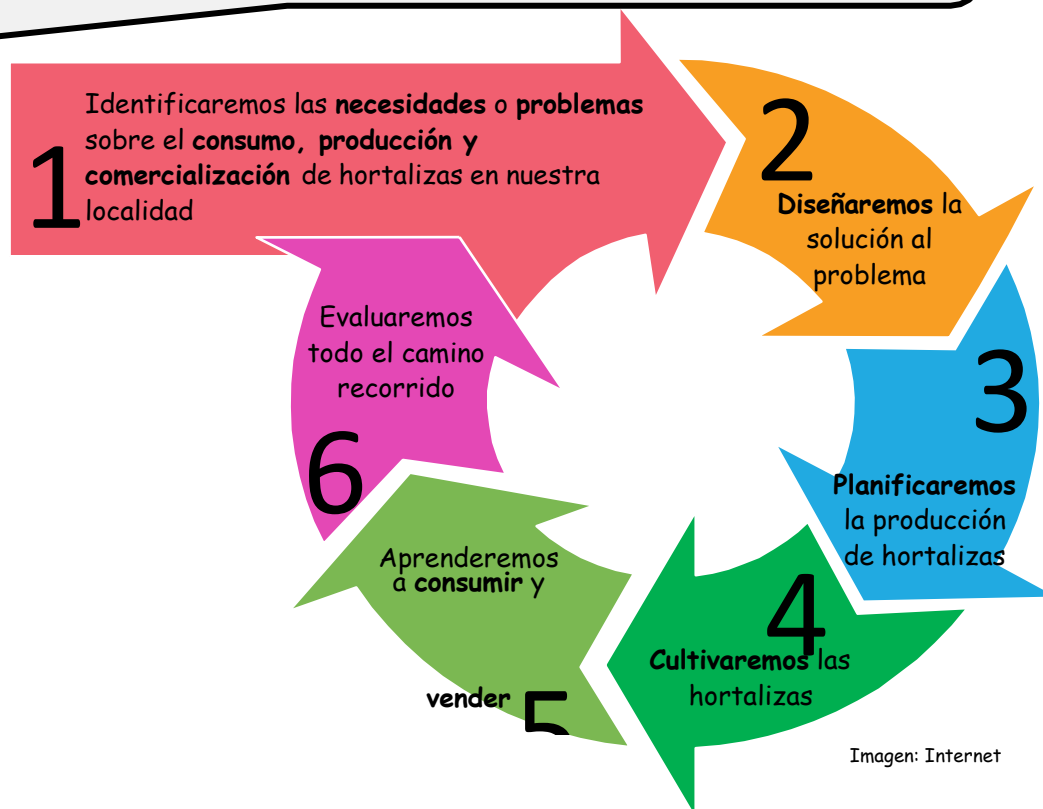 1
Identificaremos las necesidades o problemas
sobre el consumo, producción y
comercialización de hortalizas en nuestra
localidad
2
Diseñaremos la
solución al
problema
3
Planificaremos
la producción
de hortalizas
4
Cultivaremos las
hortalizas
Aprenderemos
a consumir y
vender
5
Evaluaremos
todo el camino
recorrido
6
Imagen: Internet